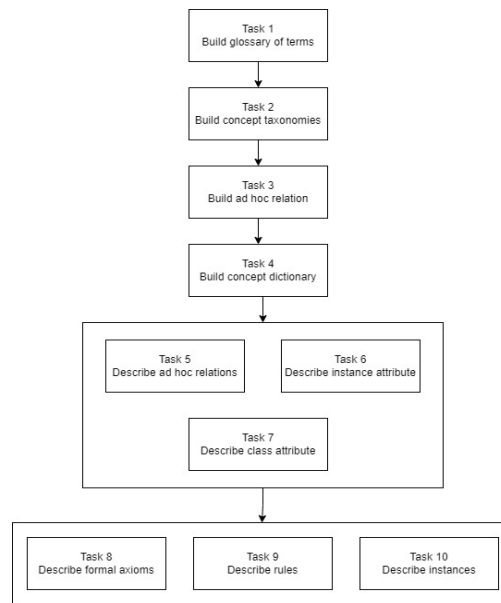 Task 1
Build glossary of terms
Task 2
Build concept taxonomies
Task 3
Build ad hoc relation
Task 4
Build concept dictionary
Task 5
Describe ad hoc relations
Task 6
Describe instance attribute
Task 7
Describe class attribute
Task 8
Describe formal axioms
Task 9
Describe rules
Task 10
Describe instances